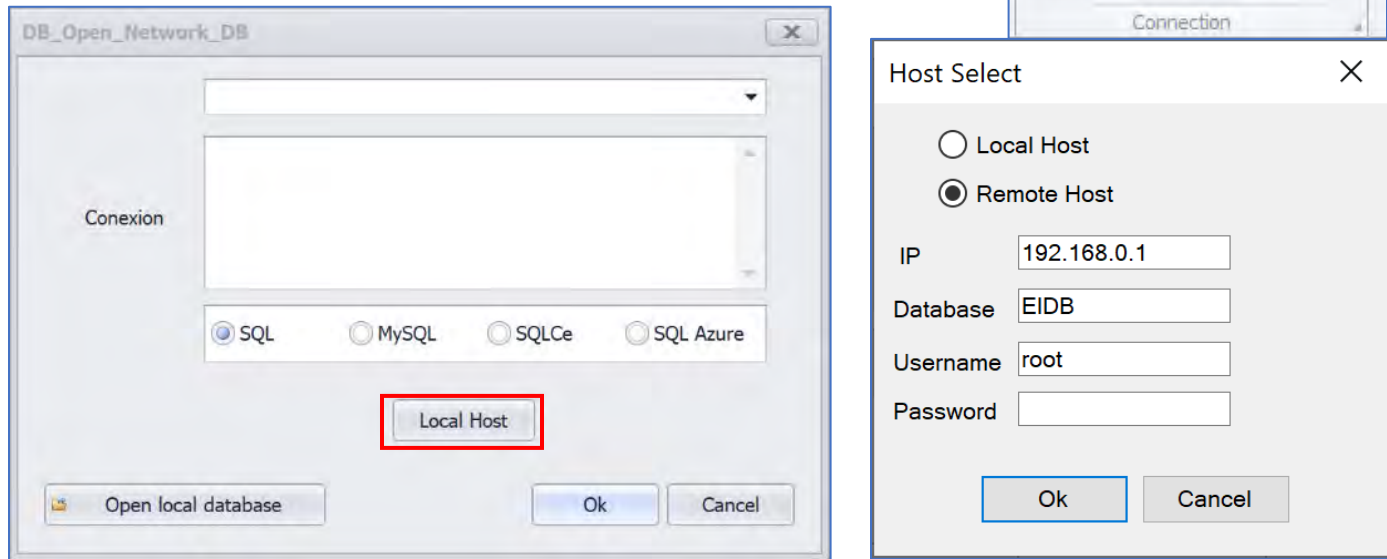 DB_Open_Network_DB
Conexion
SQL
MySQL
SQLCe
SQL Azure
Local Host
Open local database
Ok
Cancel
Connection
Host Select
Local Host
Remote Host
IP
192.168.0.1
Database
EIDB
Username
root
Password
Ok
Cancel